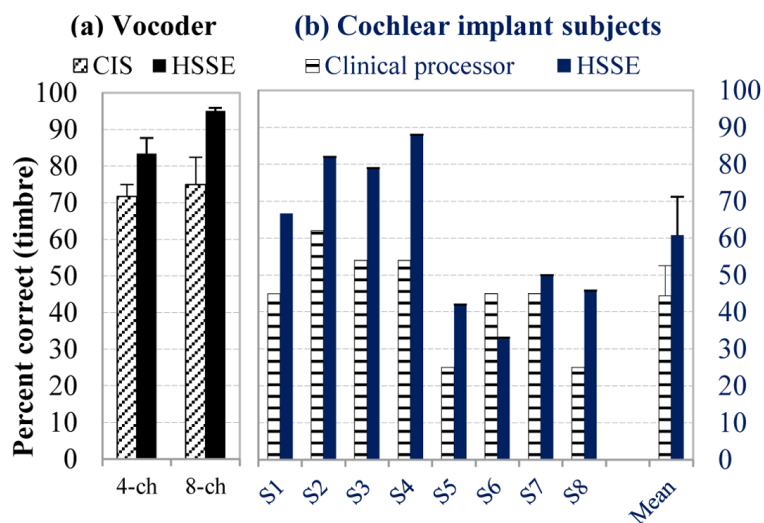 (a) Vocoder (b) Cochlear implant subjects
CIS HSSE Clinical processor HSSE
Percent correct (timbre)
100 100
90 90
80 80
70 70
60 60
50 50
40 40
30 30
20 20
10 10
0 0
4-ch 8-ch S1 S2 S3 S4 S5 S6 S7 S8 Mean